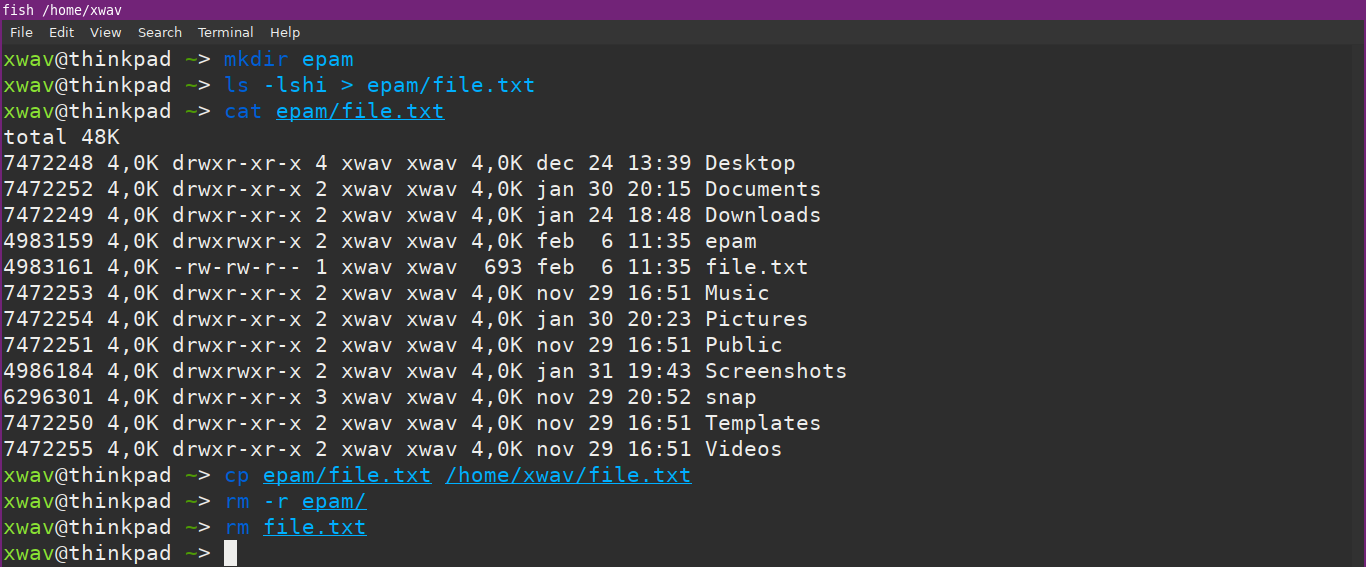 fish /home/xwav
File Edit View Search Terminal Help
xwav@thinkpad ~> mkdir epam
xwav@thinkpad ~> ls -lshi > epam/file.txt
xwav@thinkpad ~> cat epam/file.txt
total 48K
7472248 4,0K drwxr-xr-x 4 xwav xwav 4,0K dec 24 13:39 Desktop
7472252 4,0K drwxr-xr-x 2 xwav xwav 4,0K jan 30 20:15 Documents
7472249 4,0K drwxr-xr-x 2 xwav xwav 4,0K jan 24 18:48 Downloads
4983159 4,0K drwxrwxr-x 2 xwav xwav 4,0K feb  6 11:35 epam
4983161 4,0K -rw-rw-r-- 1 xwav xwav  693 feb  6 11:35 file.txt
7472253 4,0K drwxr-xr-x 2 xwav xwav 4,0K nov 29 16:51 Music
7472254 4,0K drwxr-xr-x 2 xwav xwav 4,0K jan 30 20:23 Pictures
7472251 4,0K drwxr-xr-x 2 xwav xwav 4,0K nov 29 16:51 Public
4986184 4,0K drwxrwxr-x 2 xwav xwav 4,0K jan 31 19:43 Screenshots
6296301 4,0K drwxr-xr-x 3 xwav xwav 4,0K nov 29 20:52 snap
7472250 4,0K drwxr-xr-x 2 xwav xwav 4,0K nov 29 16:51 Templates
7472255 4,0K drwxr-xr-x 2 xwav xwav 4,0K nov 29 16:51 Videos
xwav@thinkpad ~> cp epam/file.txt /home/xwav/file.txt
xwav@thinkpad ~> rm -r epam/
xwav@thinkpad ~> rm file.txt
xwav@thinkpad ~>